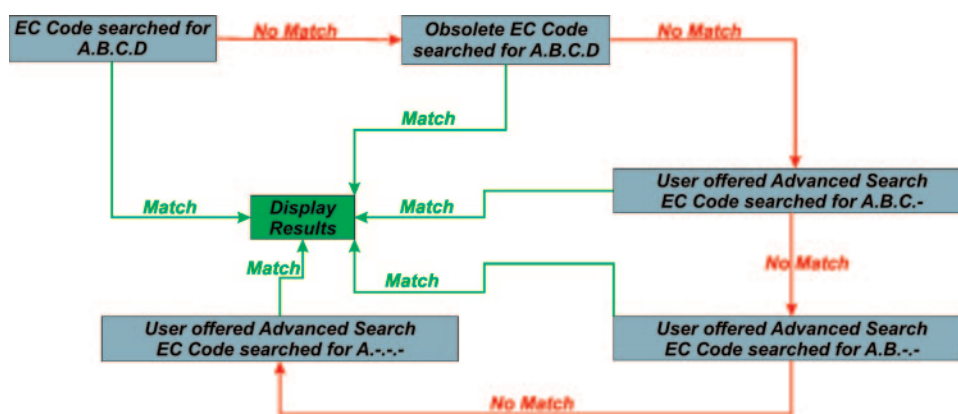 EC Code searched for
A.B.C.D
No Match
Obsolete EC Code
searched for A.B.C.D
No Match
Match
User offered Advanced Search
EC Code searched for A.B.C.-
Match
Display
Results
Match
No Match
Match
Match
User offered Advanced Search
EC Code searched for A.-.-.-
User offered Advanced Search
EC Code searched for A.B.-.-
No Match